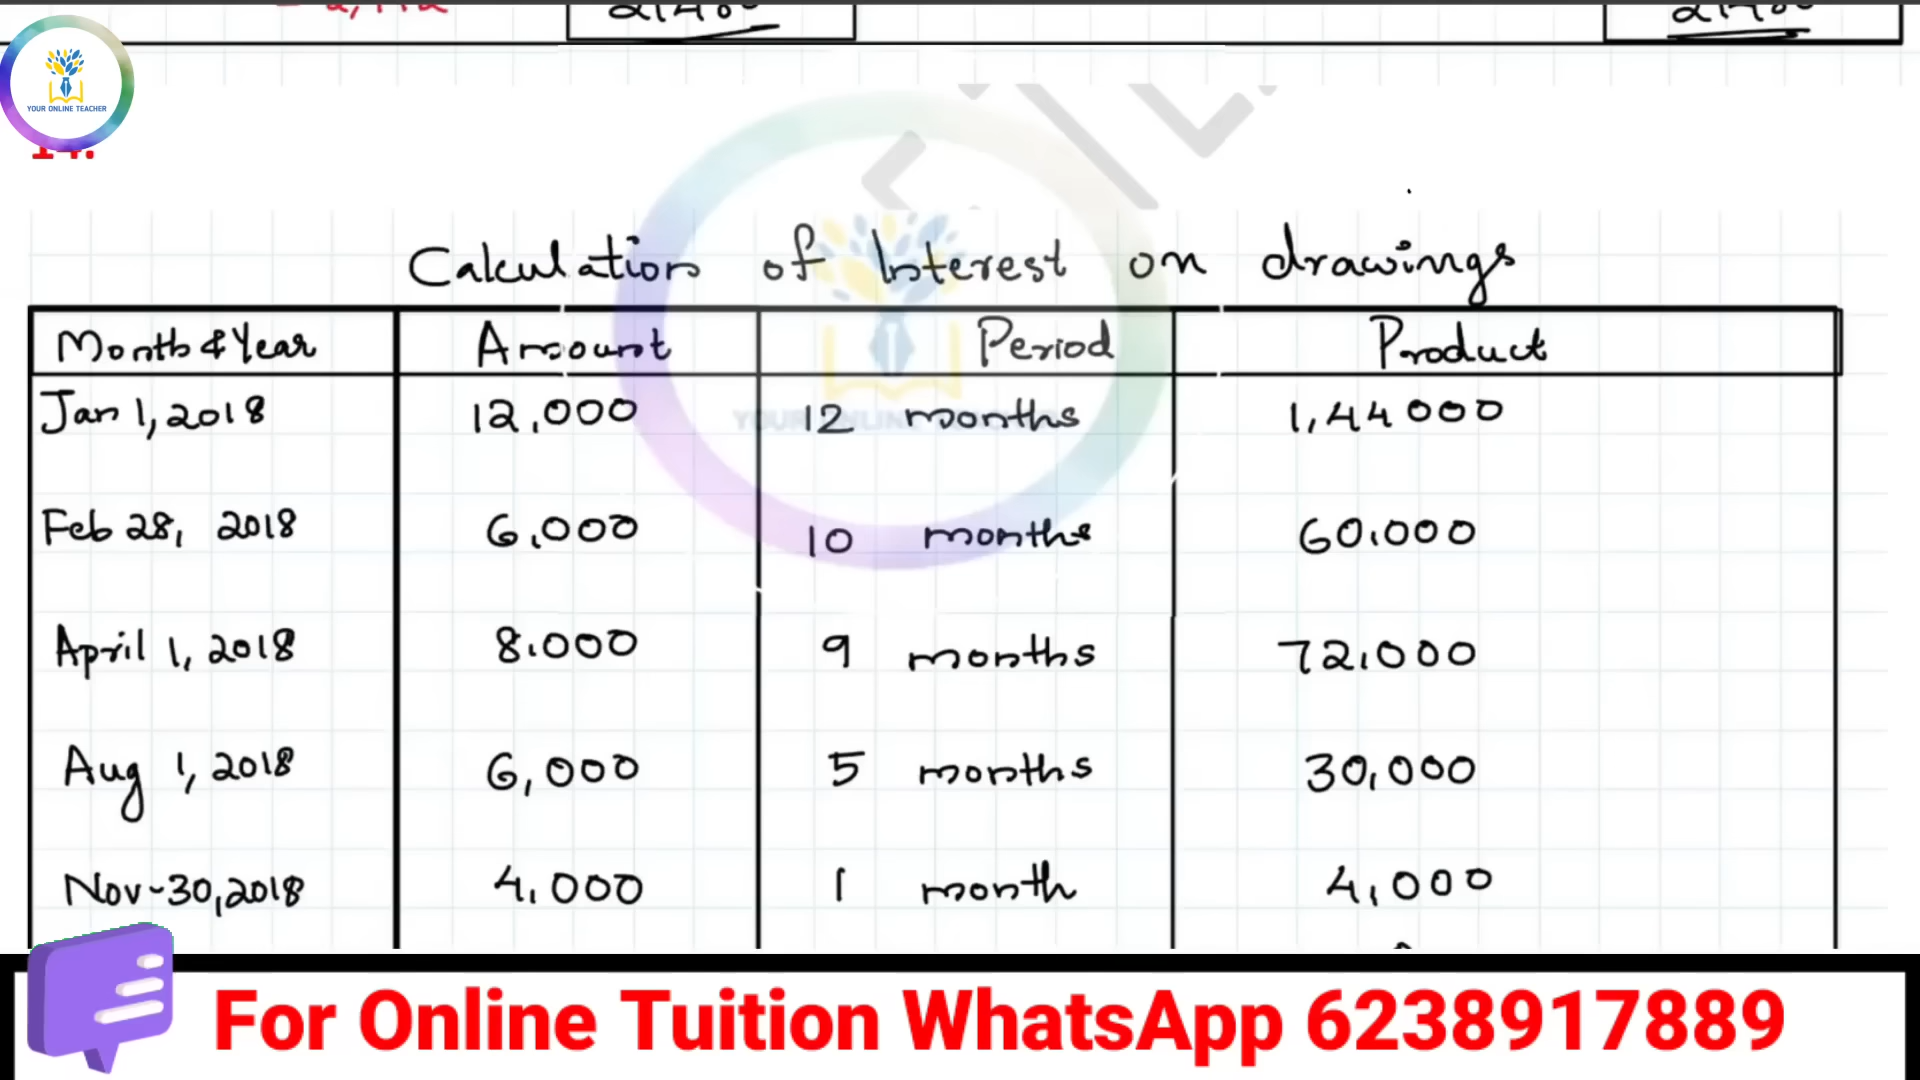 YOUR ONLINE TEACHER
14.
Calculation of Interest on drawings
Month & Year Amount Period Product
Jan 1, 2018 12,000 12 months 1,44000
Feb 28, 2018 6,000 10 months 60,000
April 1, 2018 8,000 9 months 72,000
Aug 1, 2018 6,000 5 months 30,000
Nov-30,2018 4,000 1 month 4,000
For Online Tuition WhatsApp 6238917889